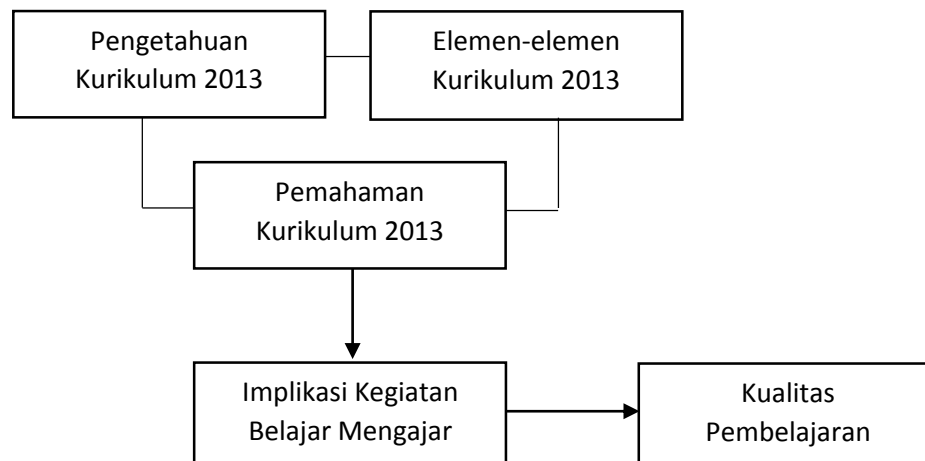 Pengetahuan
Kurikulum 2013
Elemen-elemen
Kurikulum 2013
Pemahaman
Kurikulum 2013
Implikasi Kegiatan
Belajar Mengajar
Kualitas
Pembelajaran